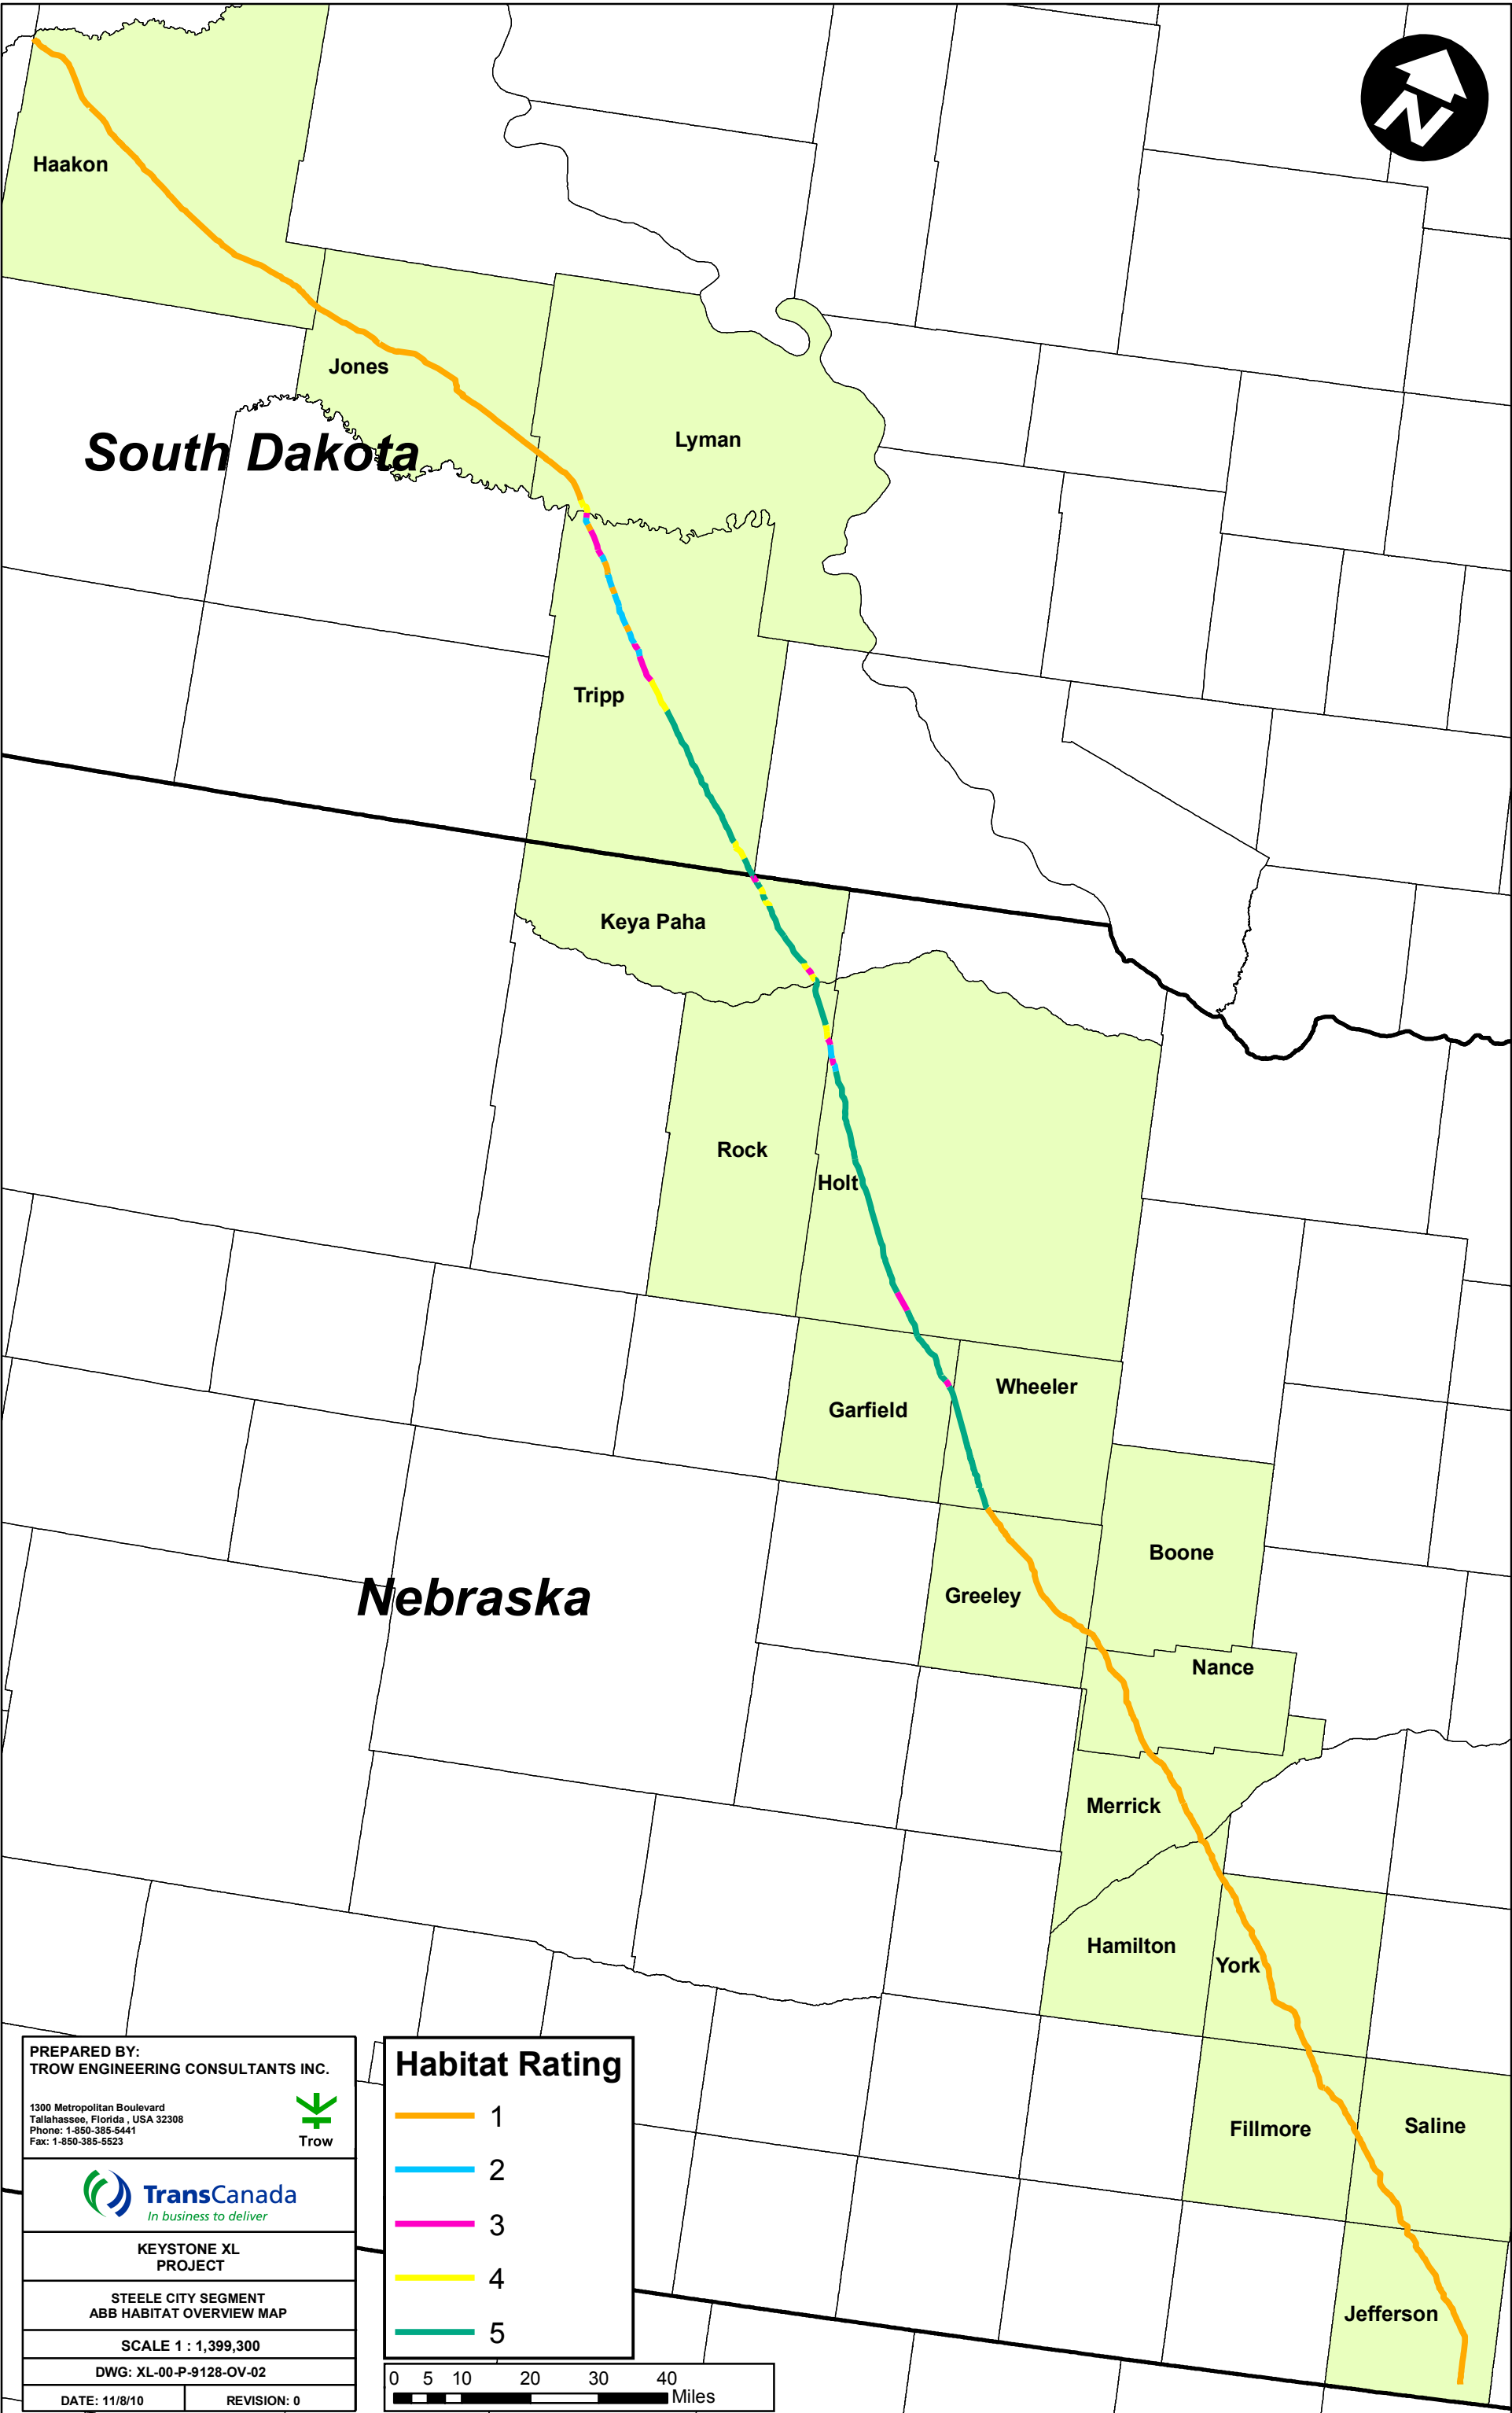 N
Haakon
Jones
South Dakota
Lyman
Tripp
Keya Paha
Rock
Holt
Wheeler
Garfield
Boone
Nebraska
Greeley
Nance
Merrick
Hamilton
York
Fillmore
Saline
Jefferson
PREPARED BY:
TROW ENGINEERING CONSULTANTS INC.
1300 Metropolitan Boulevard
Tallahassee, Florida , USA 32308
Phone: 1-850-385-5441
Fax: 1-850-385-5523
Trow
TransCanada
In business to deliver
KEYSTONE XL
PROJECT
STEELE CITY SEGMENT
ABB HABITAT OVERVIEW MAP
SCALE 1 : 1,399,300
DWG: XL-00-P-9128-OV-02
DATE: 11/8/10 REVISION: 0
Habitat Rating
1
2
3
4
5
0 5 10 20 30 40
Miles